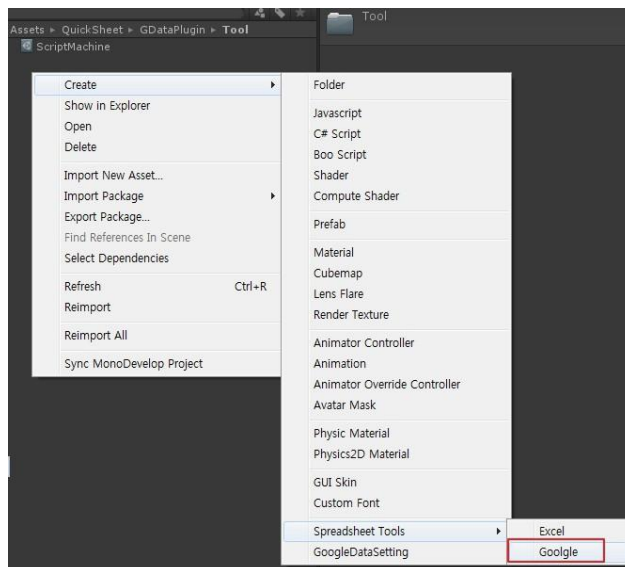 Tool
Assets ▸ QuickSheet ▸ GDataPlugin ▸ Tool
ScriptMachine
Create
Show in Explorer
Open
Delete
Import New Asset...
Import Package
Export Package...
Find References In Scene
Select Dependencies
Refresh Ctrl+R
Reimport
Reimport All
Sync MonoDevelop Project
Folder
Javascript
C# Script
Boo Script
Shader
Compute Shader
Prefab
Material
Cubemap
Lens Flare
Render Texture
Animator Controller
Animation
Animator Override Controller
Avatar Mask
Physic Material
Physics2D Material
GUI Skin
Custom Font
Spreadsheet Tools
GoogleDataSetting
Excel
Goolgle